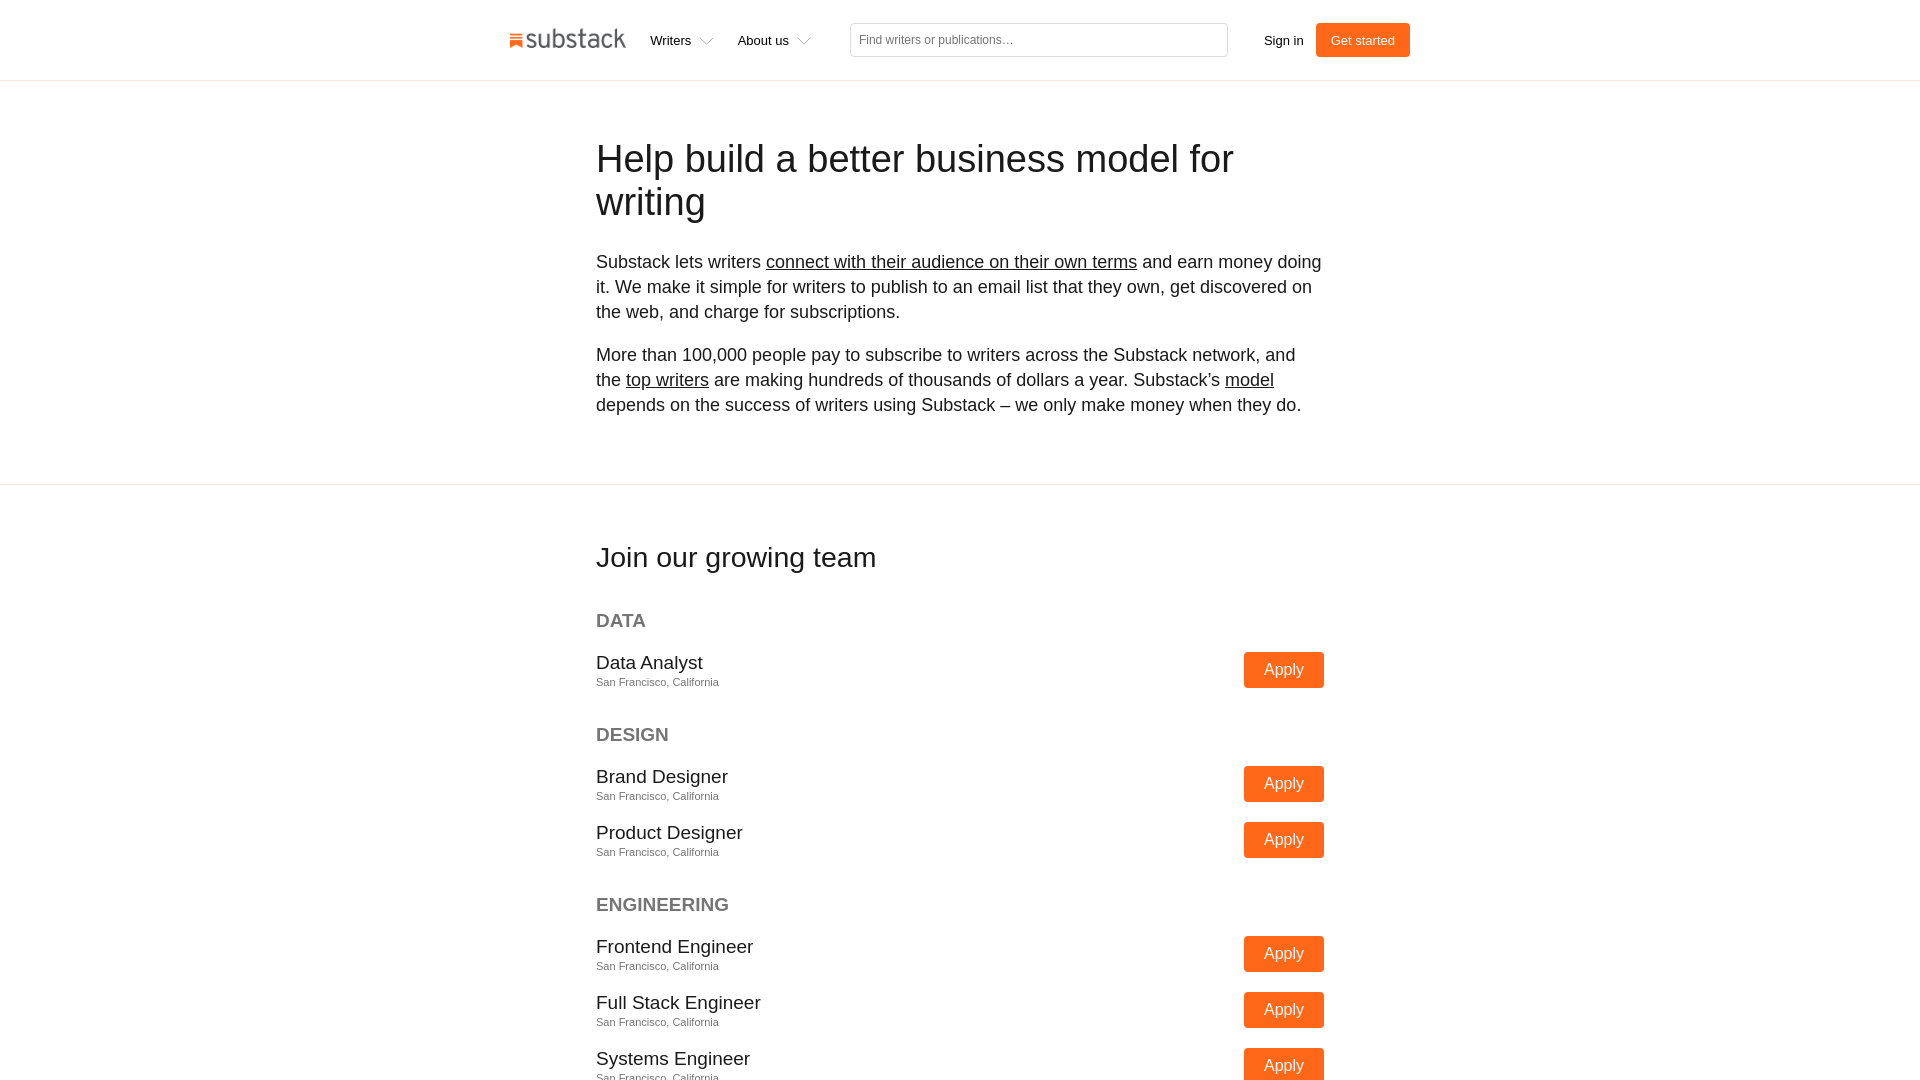 substack Writers About us Find writers or publications… Sign in Get started
Help build a better business model for
writing
Substack lets writers connect with their audience on their own terms and earn money doing
it. We make it simple for writers to publish to an email list that they own, get discovered on
the web, and charge for subscriptions.
More than 100,000 people pay to subscribe to writers across the Substack network, and
the top writers are making hundreds of thousands of dollars a year. Substack’s model
depends on the success of writers using Substack – we only make money when they do.
Join our growing team
DATA
Data Analyst
San Francisco, California
Apply
DESIGN
Brand Designer
San Francisco, California
Apply
Product Designer
San Francisco, California
Apply
ENGINEERING
Frontend Engineer
San Francisco, California
Apply
Full Stack Engineer
San Francisco, California
Apply
Systems Engineer
San Francisco, California
Apply